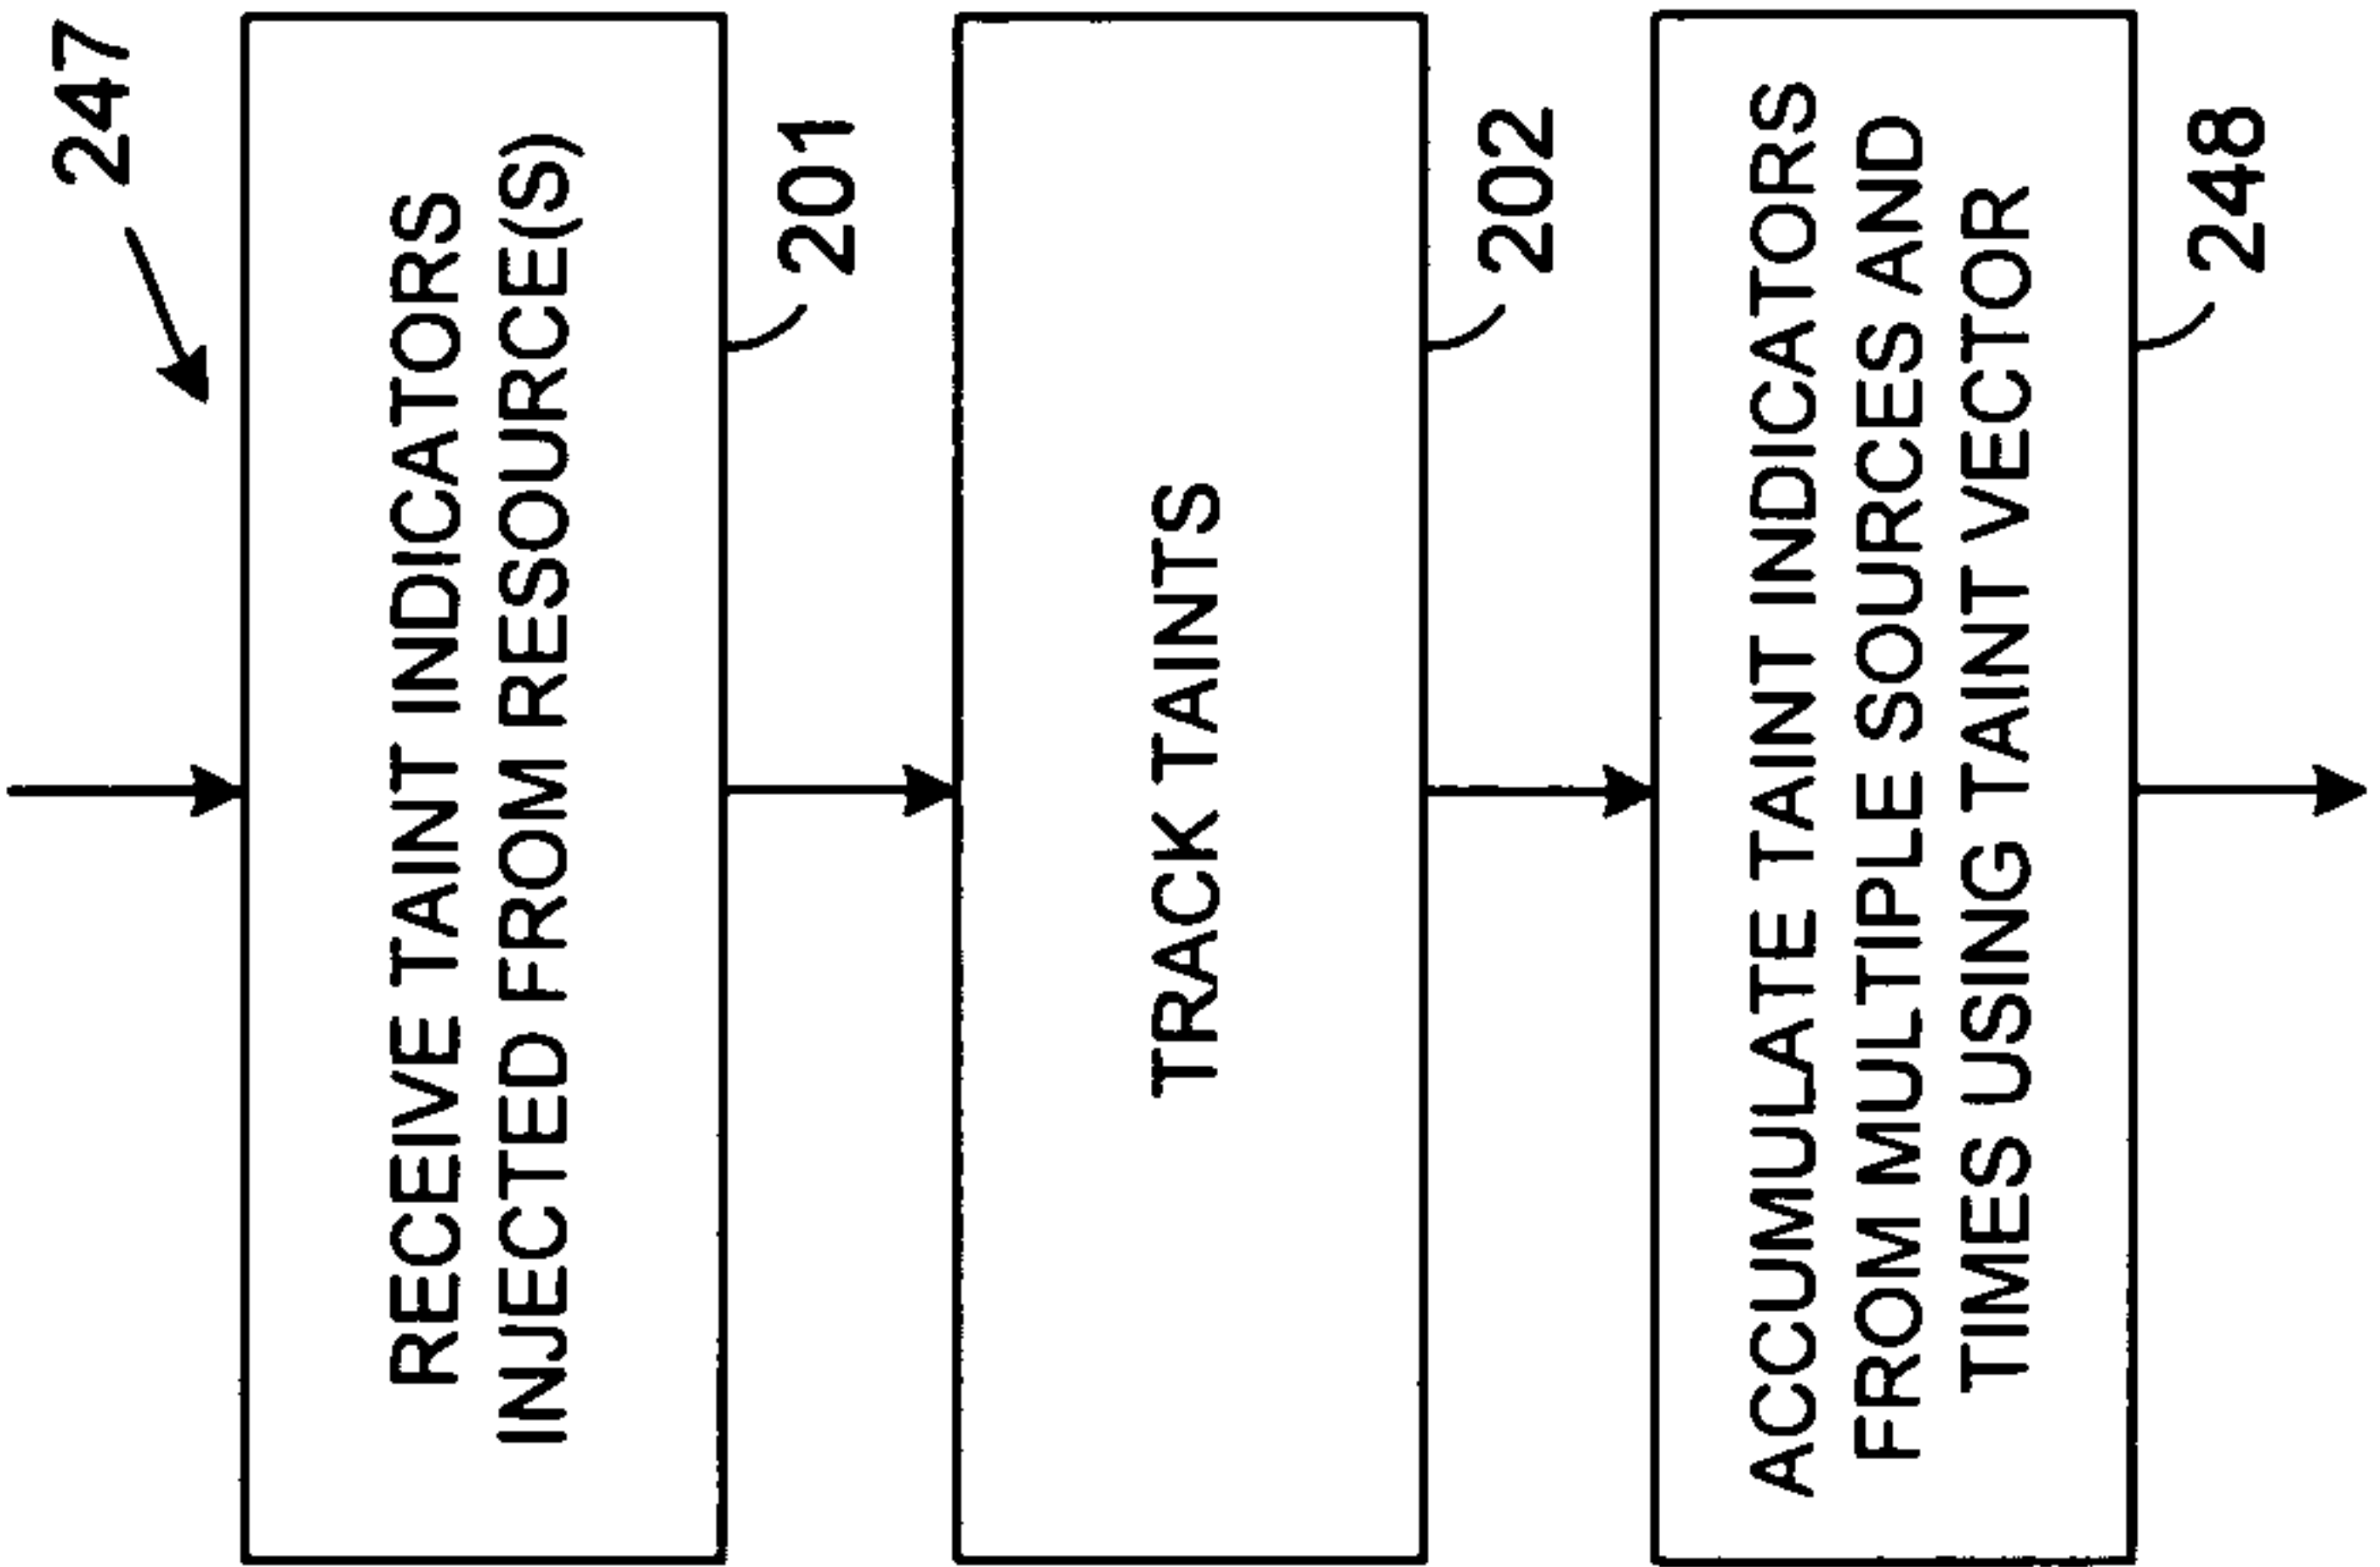 247
RECEIVE TAINT INDICATORS
INJECTED FROM RESOURCE(S)
201
TRACK TAINTS
202
ACCUMULATE TAINT INDICATORS
FROM MULTIPLE SOURCES AND
TIMES USING TAINT VECTOR
248